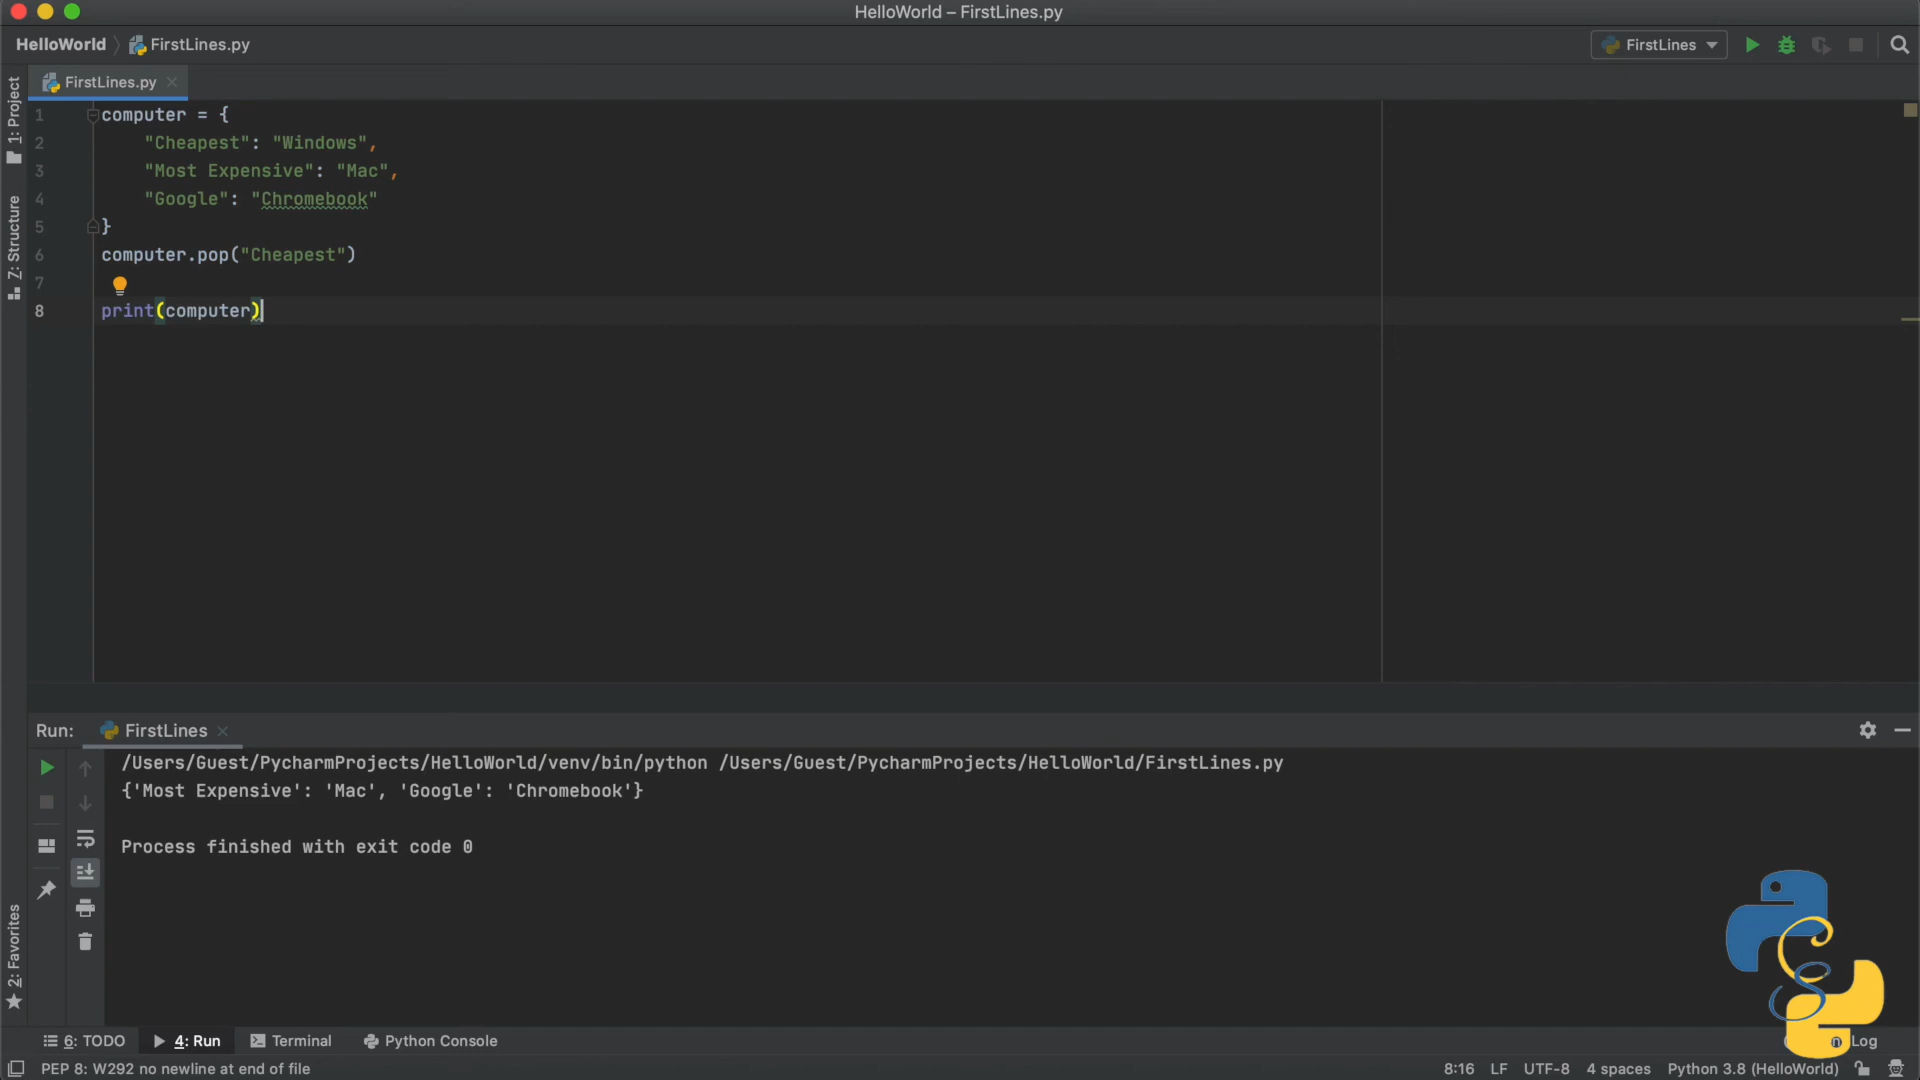 HelloWorld – FirstLines.py
HelloWorld FirstLines.py
FirstLines
FirstLines.py
1: Project
Z: Structure
2: Favorites
1 computer = {
2 "Cheapest": "Windows",
3 "Most Expensive": "Mac",
4 "Google": "Chromebook"
5 }
6 computer.pop("Cheapest")
7
8 print(computer)
Run: FirstLines
/Users/Guest/PycharmProjects/HelloWorld/venv/bin/python /Users/Guest/PycharmProjects/HelloWorld/FirstLines.py
{'Most Expensive': 'Mac', 'Google': 'Chromebook'}
Process finished with exit code 0
6: TODO 4: Run Terminal Python Console Log
PEP 8: W292 no newline at end of file 8:16 LF UTF-8 4 spaces Python 3.8 (HelloWorld)